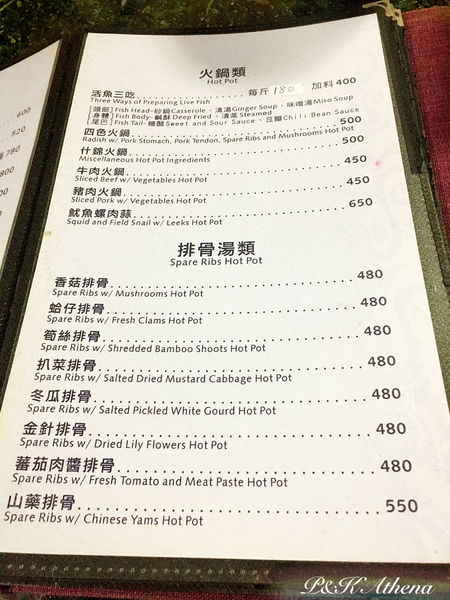 600
520
780
800
火鍋類
Hot Pot
活魚三吃 每斤 180 加料400
Three Ways of Preparing Live Fish
[頭部] Fish Head-砂鍋Casserole、清湯Ginger Soup、味噌湯Miso Soup
[身體] Fish Body-鹹酥Deep Fried、清蒸Steamed
[尾巴] Fish Tail-糖醋Sweet and Sour Sauce、豆瓣Chili Bean Sauce
四色火鍋 500
Radish w/ Pork Stomach, Pork Tendon, Spare Ribs and Mushrooms Hot Pot
什錦火鍋 500
Miscellaneous Hot Pot Ingredients
牛肉火鍋 450
Sliced Beef w/ Vegetables Hot Pot
豬肉火鍋 450
Sliced Pork w/ Vegetables Hot Pot
魷魚螺肉蒜 650
Squid and Field Snail w/ Leeks Hot Pot
排骨湯類
Spare Ribs Hot Pot
香菇排骨 480
Spare Ribs w/ Mushrooms Hot Pot
蛤仔排骨 480
Spare Ribs w/ Fresh Clams Hot Pot
筍絲排骨 480
Spare Ribs w/ Shredded Bamboo Shoots Hot Pot
扒菜排骨 480
Spare Ribs w/ Salted Dried Mustard Cabbage Hot Pot
冬瓜排骨 480
Spare Ribs w/ Salted Pickled White Gourd Hot Pot
金針排骨 480
Spare Ribs w/ Dried Lily Flowers Hot Pot
蕃茄肉醬排骨 480
Spare Ribs w/ Fresh Tomato and Meat Paste Hot Pot
山藥排骨 550
Spare Ribs w/ Chinese Yams Hot Pot
P&K Athena